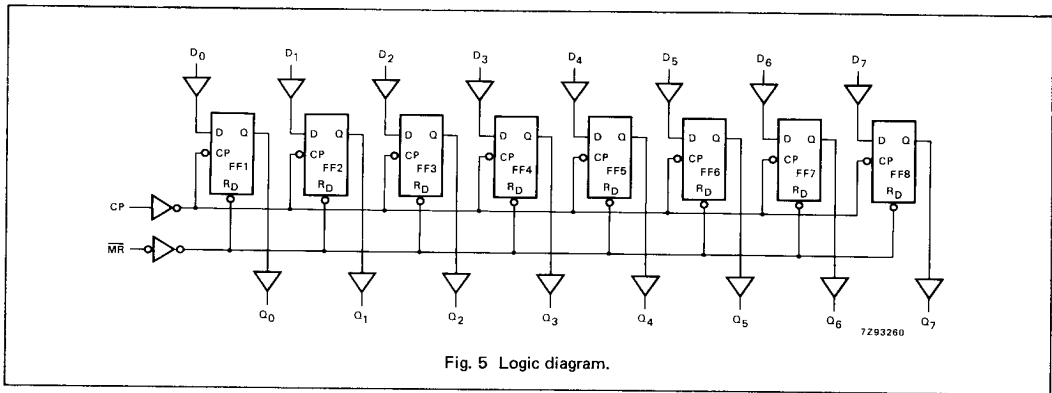 D0 D1 D2 D3 D4 D5 D6 D7
D Q D Q D Q D Q D Q D Q D Q D Q
CP CP CP CP CP CP CP CP
FF1 FF2 FF3 FF4 FF5 FF6 FF7 FF8
RD RD RD RD RD RD RD RD
CP
M̅R̅
Q0 Q1 Q2 Q3 Q4 Q5 Q6 Q7
7Z93260
Fig. 5 Logic diagram.